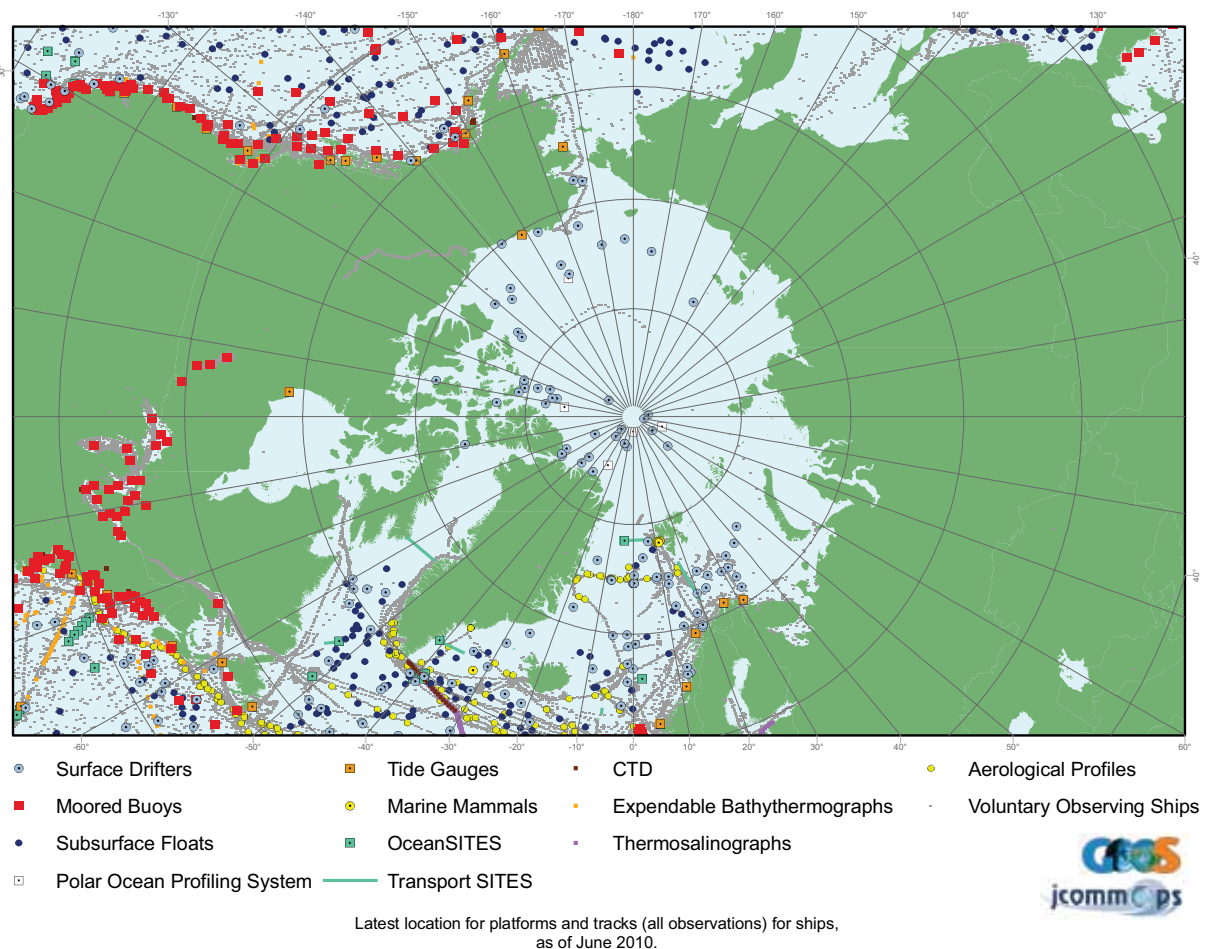 -130° -140° -150° -160° -170° -180° 170° 160° 150° 140° 130°
40°
40°
-60° -50° -40° -30° -20° -10° 0° 10° 20° 30° 40° 50° 60°
Surface Drifters Tide Gauges CTD Aerological Profiles
Moored Buoys Marine Mammals Expendable Bathythermographs Voluntary Observing Ships
Subsurface Floats OceanSITES Thermosalinographs
Polar Ocean Profiling System Transport SITES
GOOS
jcommops
Latest location for platforms and tracks (all observations) for ships,
as of June 2010.